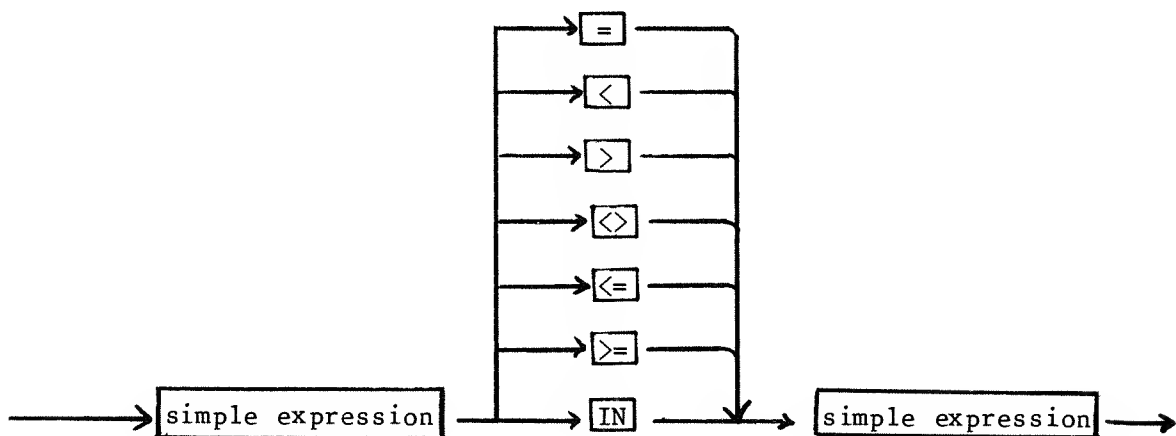 =
<
>
<>
<=
>=
simple expression
IN
simple expression